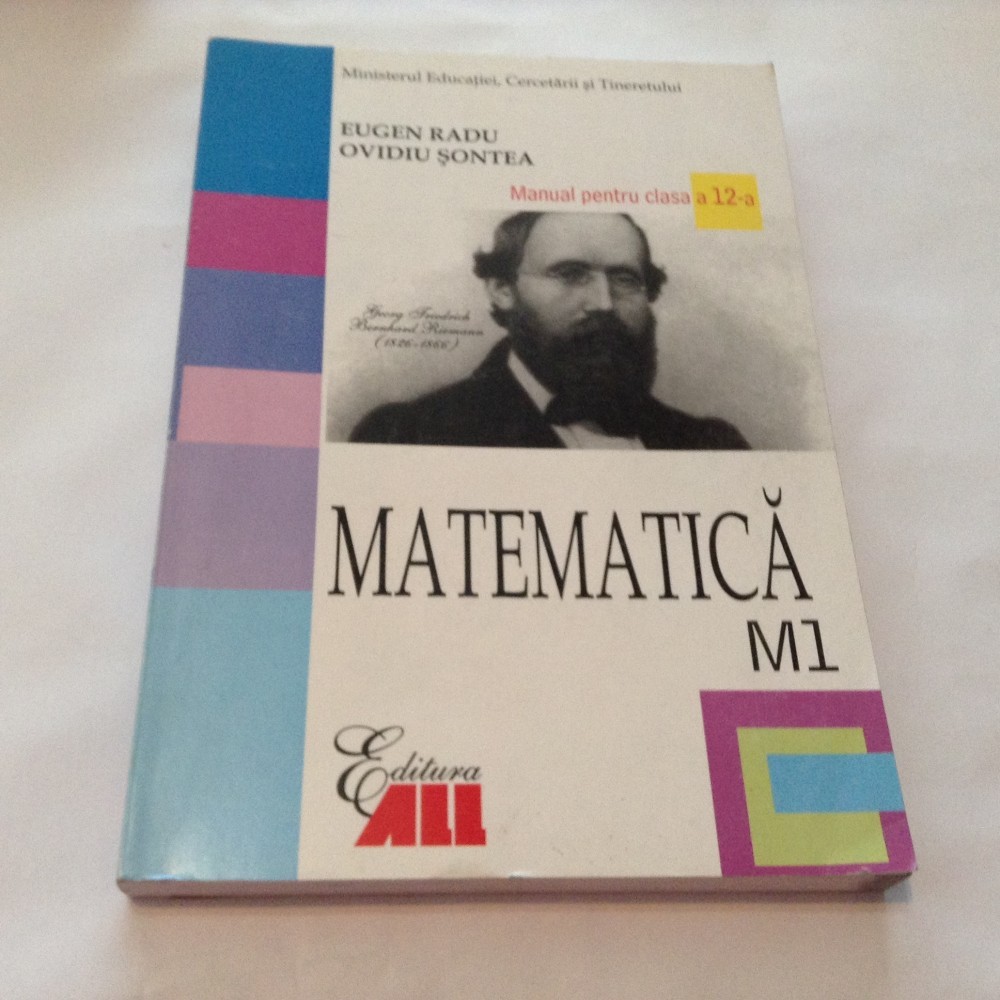 Ministerul Educației, Cercetării și Tineretului
EUGEN RADU
OVIDIU ȘONTEA
Manual pentru clasa a 12-a
Georg Friedrich
Bernhard Riemann
(1826-1866)
MATEMATICĂ
M1
Editura
ALL